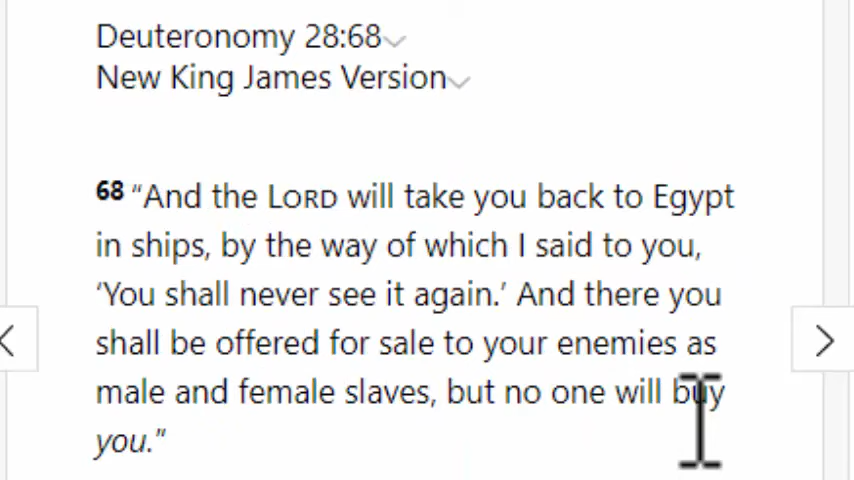 Deuteronomy 28:68
New King James Version
68 “And the LORD will take you back to Egypt
in ships, by the way of which I said to you,
‘You shall never see it again.’ And there you
shall be offered for sale to your enemies as
male and female slaves, but no one will buy
you.”